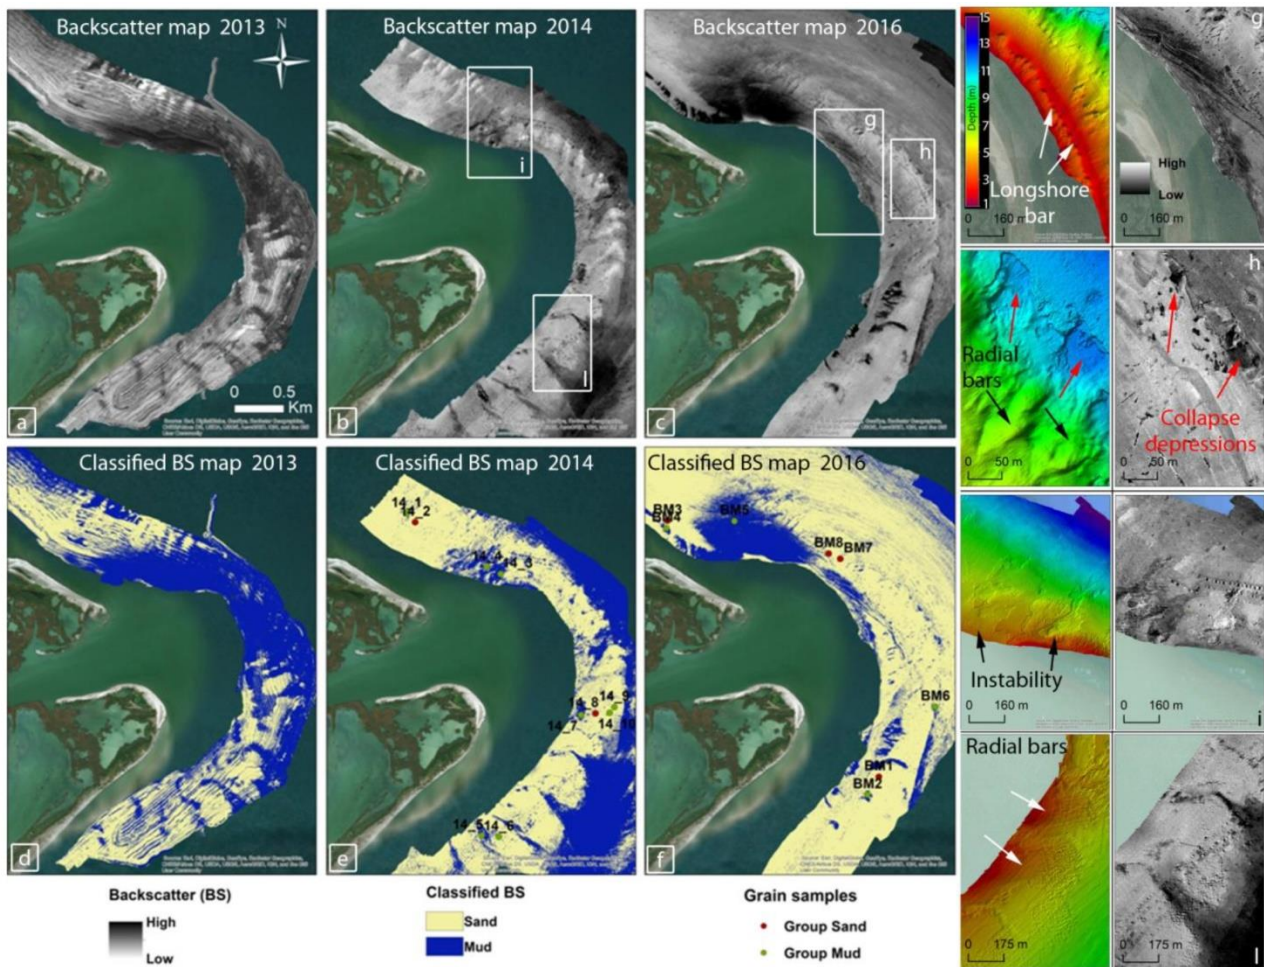 Backscatter map 2013
N
0 0.5
Km
a
Backscatter map 2014
i
l
b
Backscatter map 2016
g
h
c
15
13
11
9
7
5
3
1
Depth (m)
Longshore
bar
0 160 m
g
High
Low
0 160 m
Radial
bars
0 50 m
h
Collapse
depressions
0 50 m
Classified BS map 2013
d
Classified BS map 2014
14_1
14_2
14_4
14_3
14_9
14_8
14_7
14_10
14_5
14_6
e
Classified BS map 2016
BM3
BM4
BM5
BM8
BM7
BM6
BM1
BM2
f
Instability
0 160 m
i
0 160 m
Radial bars
0 175 m
l
0 175 m
Backscatter (BS)
High
Low
Classified BS
Sand
Mud
Grain samples
Group Sand
Group Mud